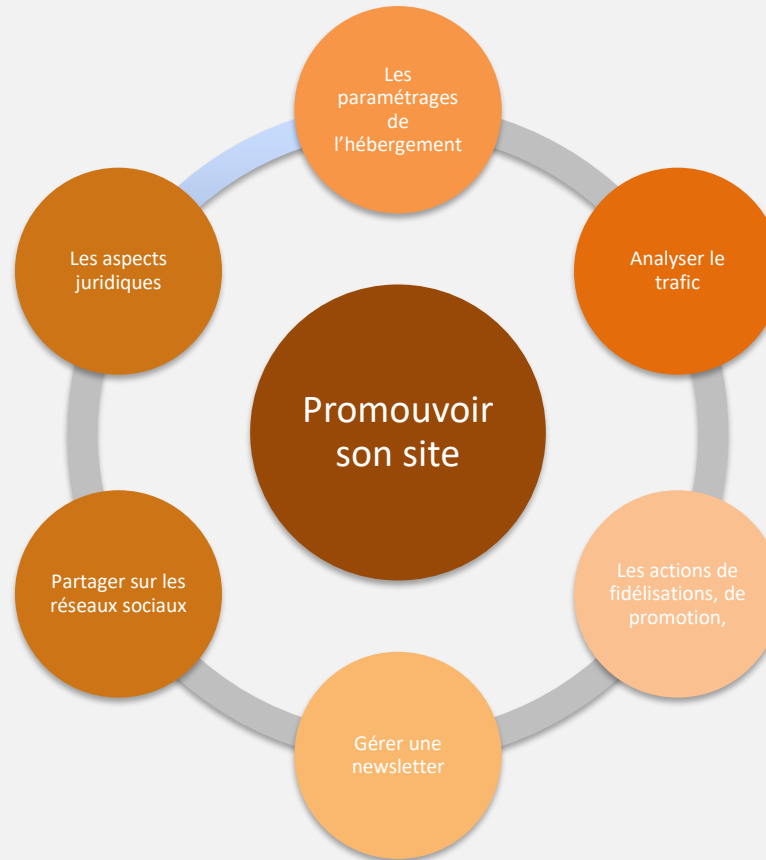 Les
paramétrages
de
l'hébergement
Analyser le
trafic
Les actions de
fidélisations, de
promotion,
Gérer une
newsletter
Partager sur les
réseaux sociaux
Les aspects
juridiques
Promouvoir
son site